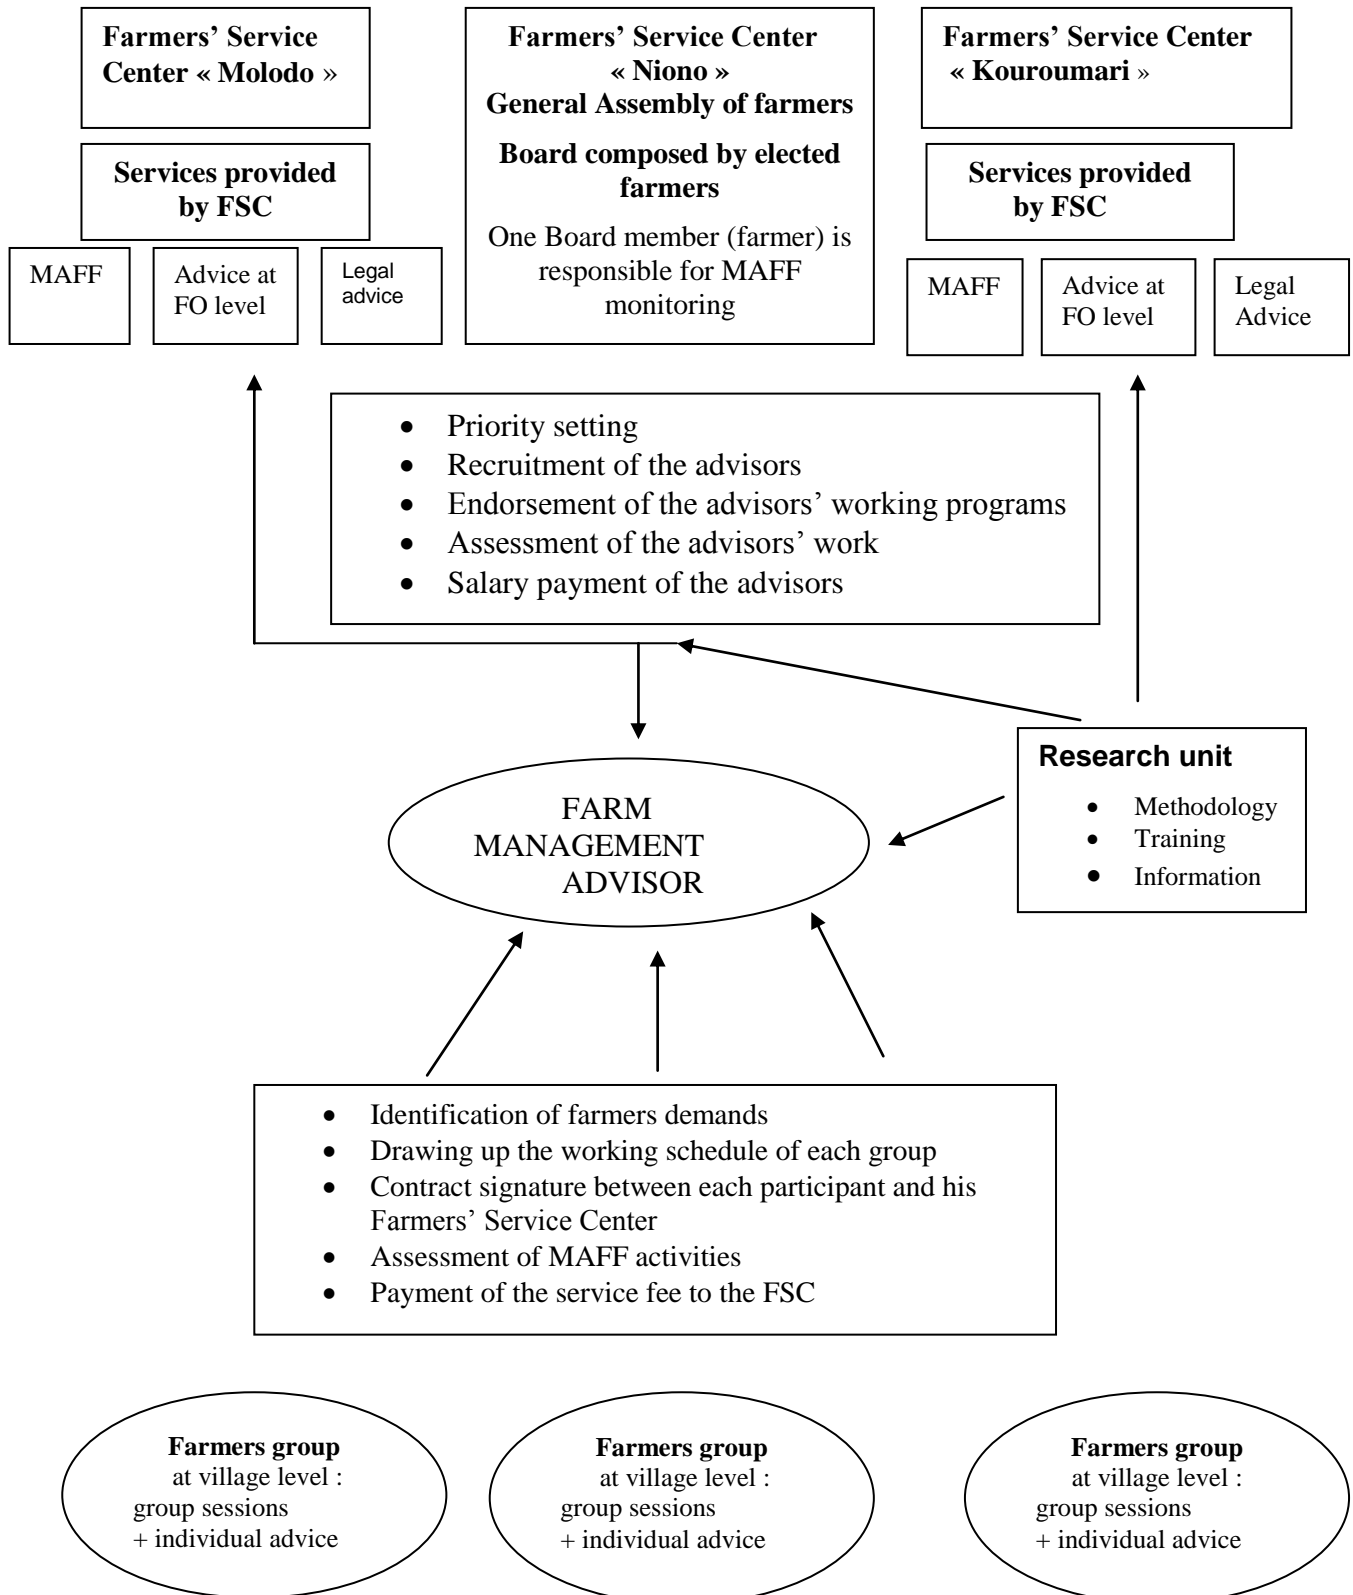 Farmers’ Service
Center « Molodo »
Services provided
by FSC
MAFF
Advice at
FO level
Legal
advice
Farmers’ Service Center
« Niono »
General Assembly of farmers
Board composed by elected
farmers
One Board member (farmer) is
responsible for MAFF
monitoring
Farmers’ Service Center
« Kouroumari »
Services provided
by FSC
MAFF
Advice at
FO level
Legal
Advice
• Priority setting
• Recruitment of the advisors
• Endorsement of the advisors’ working programs
• Assessment of the advisors’ work
• Salary payment of the advisors
Research unit
• Methodology
• Training
• Information
FARM
MANAGEMENT
ADVISOR
• Identification of farmers demands
• Drawing up the working schedule of each group
• Contract signature between each participant and his
Farmers’ Service Center
• Assessment of MAFF activities
• Payment of the service fee to the FSC
Farmers group
at village level :
group sessions
+ individual advice
Farmers group
at village level :
group sessions
+ individual advice
Farmers group
at village level :
group sessions
+ individual advice